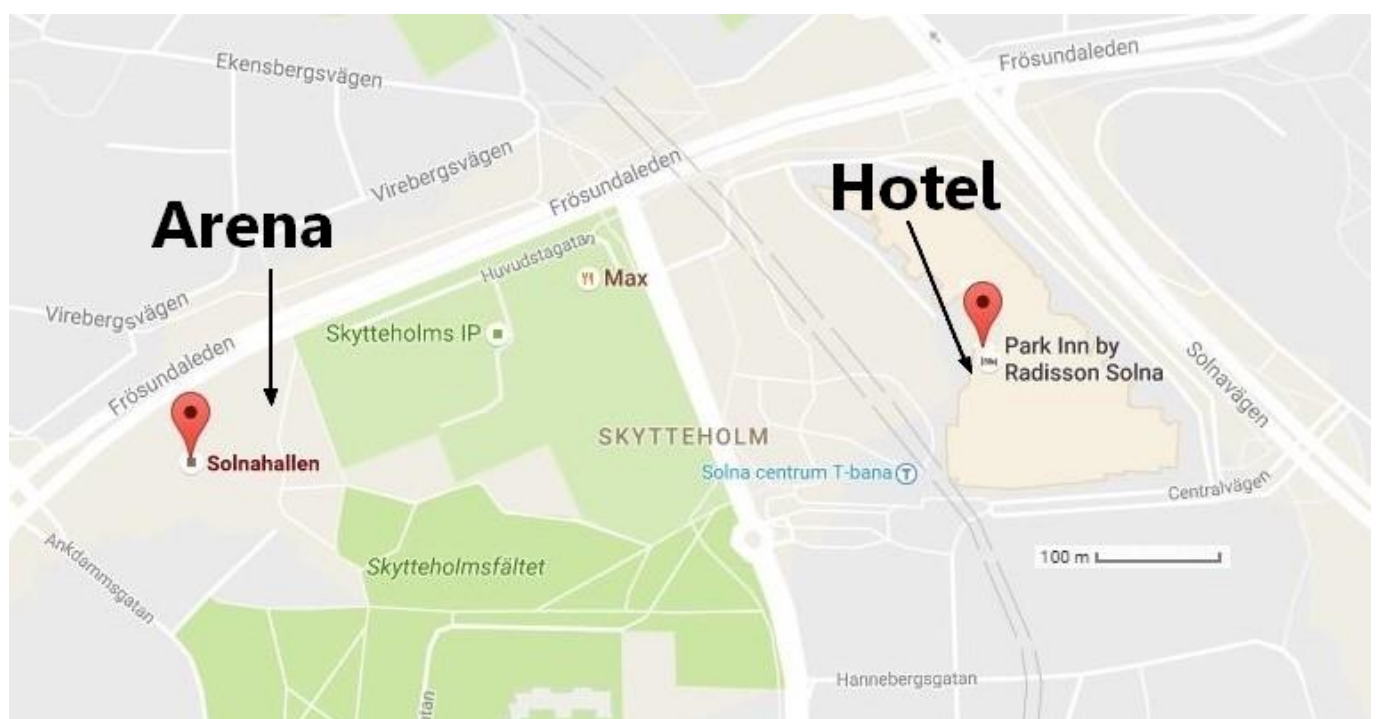 Ekensbergsvägen
Frösundaleden
Virebergsvägen
Frösundaleden
Arena
Hotel
Huvudstagatan
Max
Virebergsvägen
Skytteholms IP
Frösundaleden
Park Inn by
Radisson Solna
Solnavägen
SKYTTEHOLM
Solnahallen
Solna centrum T-bana
T
Centralvägen
Ankdammsgatan
Skytteholmsfältet
100 m
Hannebergsgatan